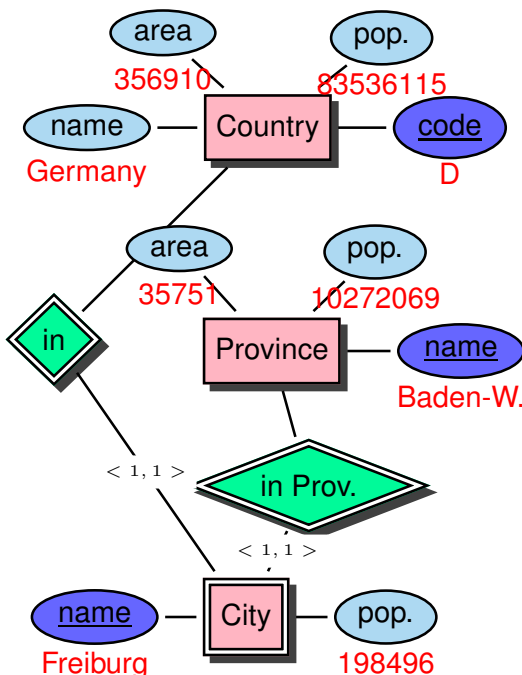 area
pop.
356910
83536115
name
Country
code
Germany
D
area
pop.
35751
10272069
in
Province
name
Baden-W.
< 1, 1 >
in Prov.
< 1, 1 >
name
City
pop.
Freiburg
198496